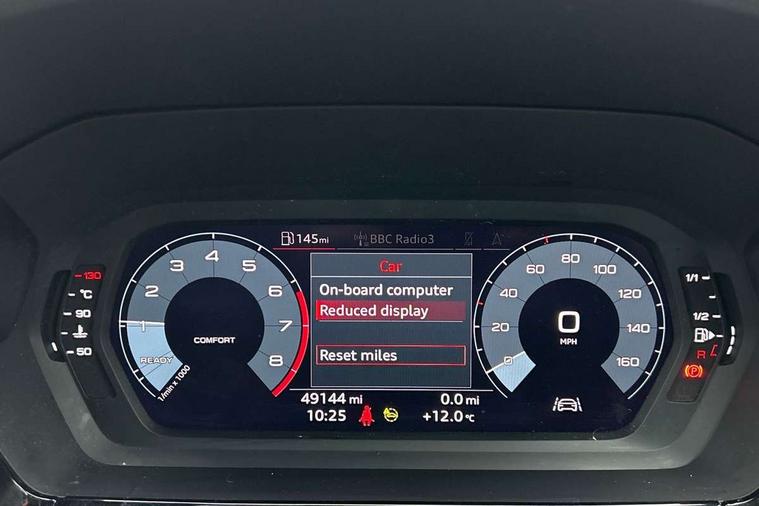 145mi
BBC Radio3
Car
On-board computer
Reduced display
Reset miles
49144 mi
0.0 mi
10:25
+12.0 °C
130
°C
90
50
1
2
3
4
5
6
7
8
READY
COMFORT
1/min x 1000
0
20
40
60
80
100
120
140
160
0
MPH
1/1
1/2
R
P